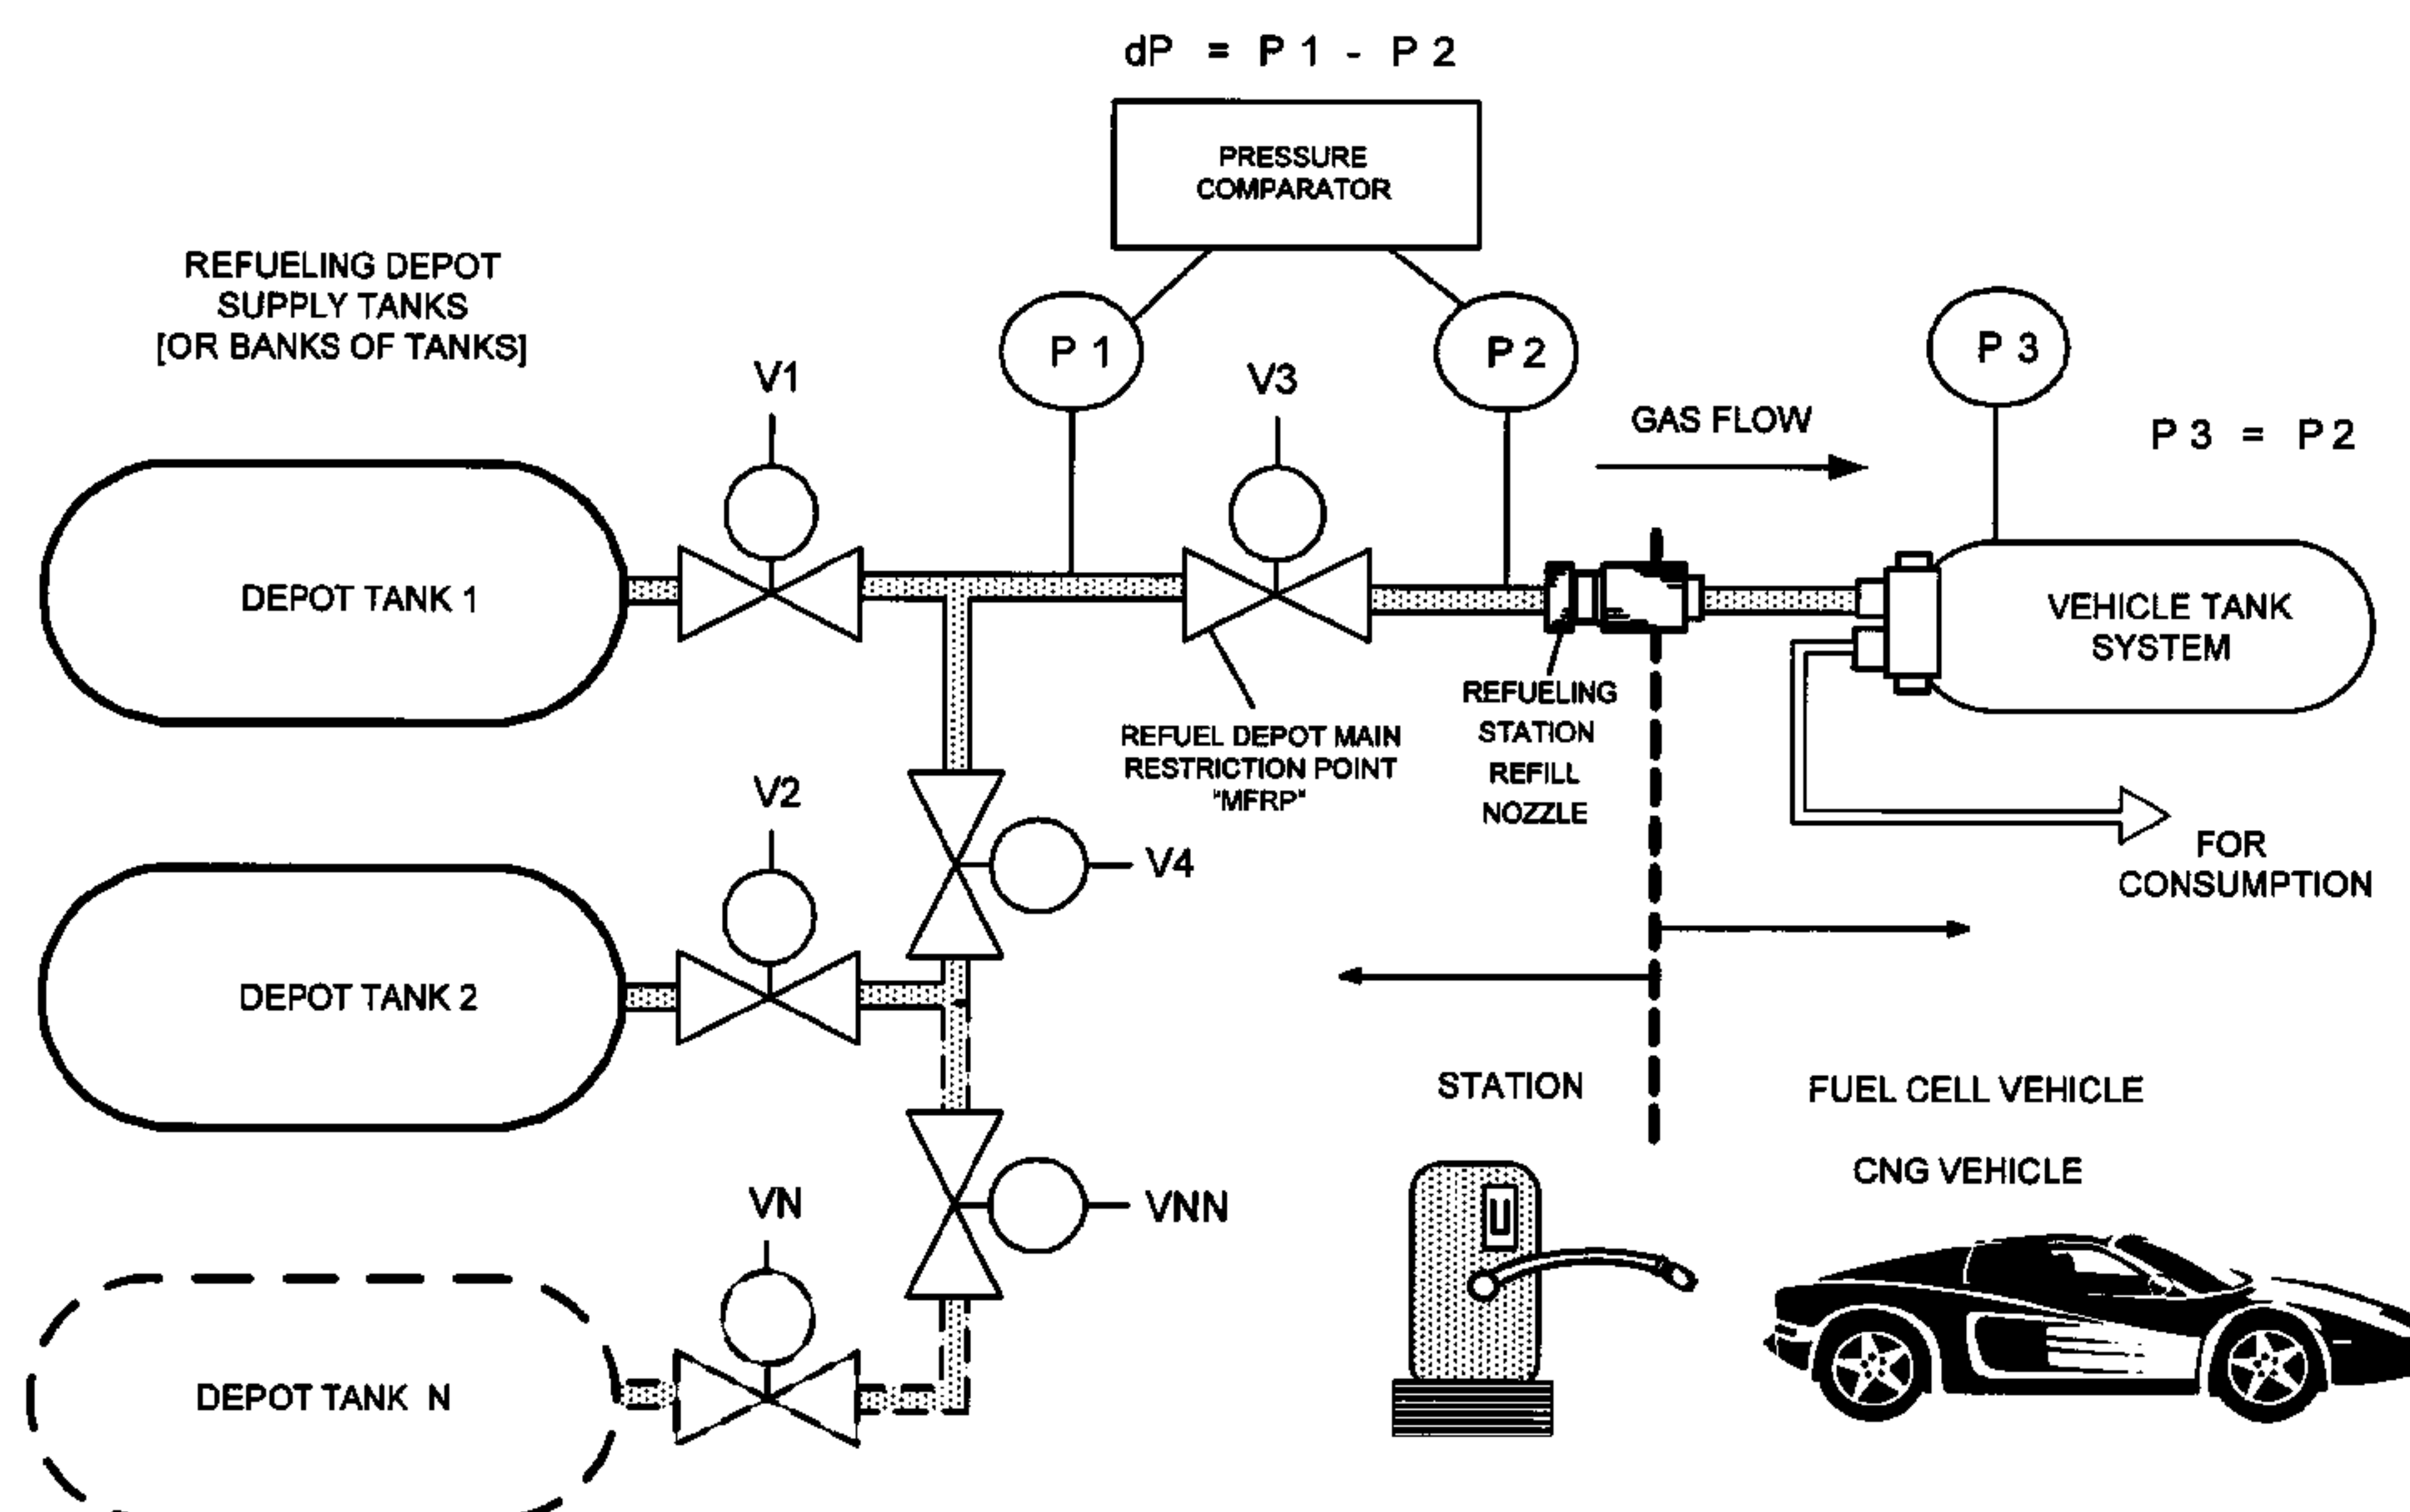 dP = P 1 - P 2
PRESSURE
COMPARATOR
REFUELING DEPOT
SUPPLY TANKS
[OR BANKS OF TANKS]
V1
P 1
V3
P 2
P 3
GAS FLOW
P 3 = P 2
DEPOT TANK 1
VEHICLE TANK
SYSTEM
REFUEL DEPOT MAIN
RESTRICTION POINT
"MFRP"
REFUELING
STATION
REFILL
NOZZLE
V2
V4
FOR
CONSUMPTION
DEPOT TANK 2
STATION
FUEL CELL VEHICLE
CNG VEHICLE
VN
VNN
DEPOT TANK N